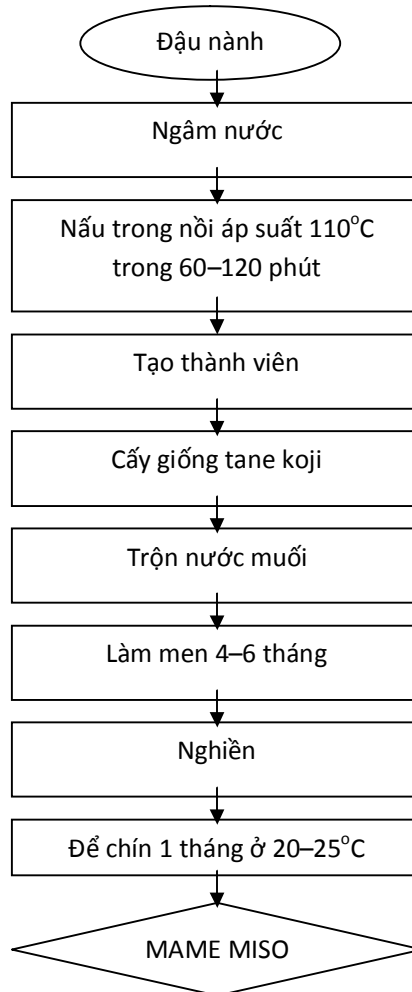 Đậu nành
Ngâm nước
Nấu trong nồi áp suất 110°C
trong 60–120 phút
Tạo thành viên
Cấy giống tane koji
Trộn nước muối
Làm men 4–6 tháng
Nghiền
Để chín 1 tháng ở 20–25°C
MAME MISO